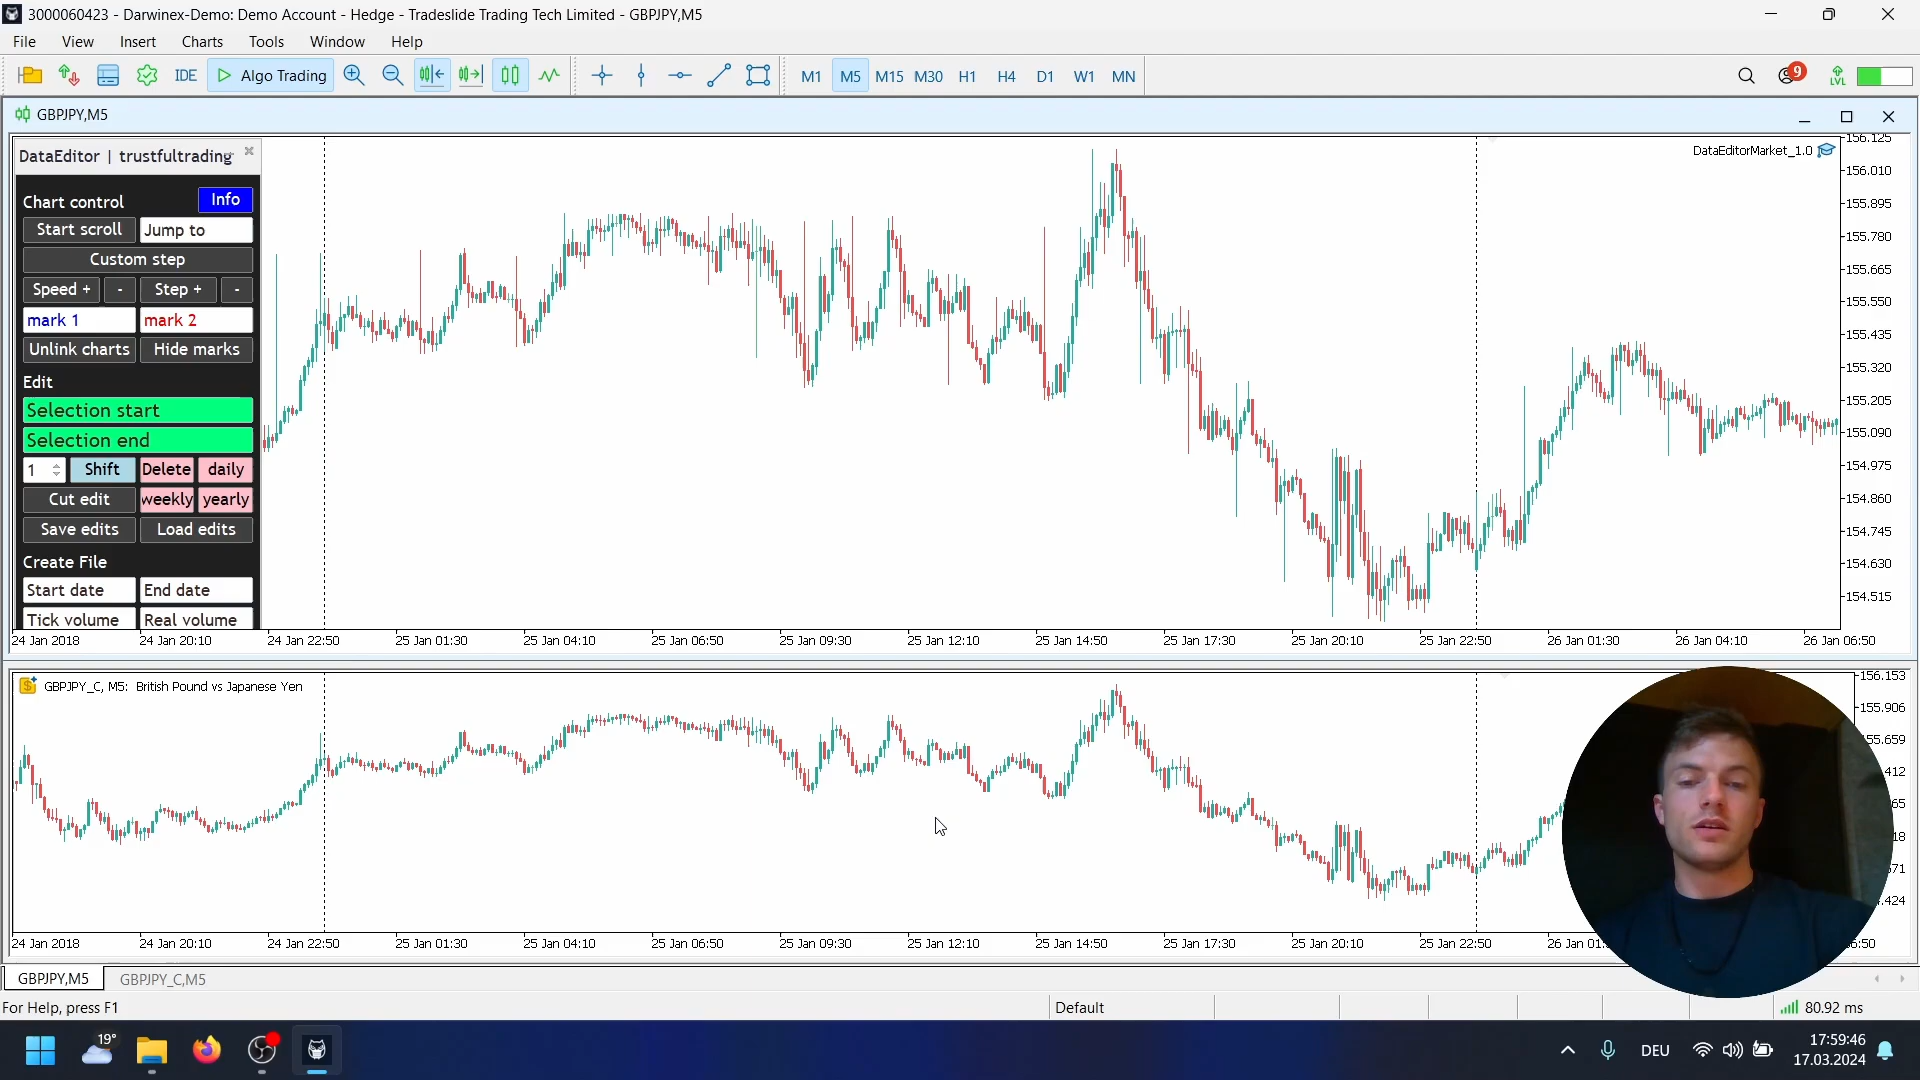 3000060423 - Darwinex-Demo: Demo Account - Hedge - Tradeslide Trading Tech Limited - GBPJPY,M5
File View Insert Charts Tools Window Help
IDE Algo Trading M1 M5 M15 M30 H1 H4 D1 W1 MN 9 LVL
GBPJPY,M5
DataEditor | trustfultrading
DataEditorMarket_1.0
Chart control Info
Start scroll Jump to
Custom step
Speed + - Step + -
mark 1 mark 2
Unlink charts Hide marks
Edit
Selection start
Selection end
1 Shift Delete daily
Cut edit weekly yearly
Save edits Load edits
Create File
Start date End date
Tick volume Real volume
156.125
156.010
155.895
155.780
155.665
155.550
155.435
155.320
155.205
155.090
154.975
154.860
154.745
154.630
154.515
24 Jan 2018 24 Jan 20:10 24 Jan 22:50 25 Jan 01:30 25 Jan 04:10 25 Jan 06:50 25 Jan 09:30 25 Jan 12:10 25 Jan 14:50 25 Jan 17:30 25 Jan 20:10 25 Jan 22:50 26 Jan 01:30 26 Jan 04:10 26 Jan 06:50
GBPJPY_C, M5: British Pound vs Japanese Yen
156.153
155.906
155.659
412
65
18
71
.424
24 Jan 2018 24 Jan 20:10 24 Jan 22:50 25 Jan 01:30 25 Jan 04:10 25 Jan 06:50 25 Jan 09:30 25 Jan 12:10 25 Jan 14:50 25 Jan 17:30 25 Jan 20:10 25 Jan 22:50 26 Jan 01: 6:50
GBPJPY,M5 GBPJPY_C,M5
For Help, press F1 Default 80.92 ms
19° DEU 17:59:46
17.03.2024